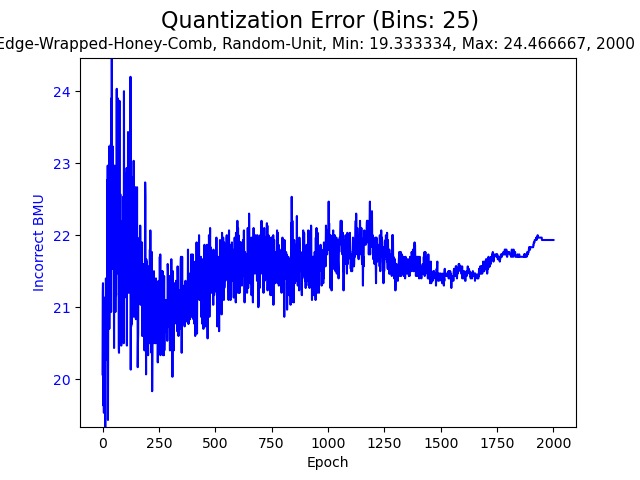 Quantization Error (Bins: 25)
Edge-Wrapped-Honey-Comb, Random-Unit, Min: 19.333334, Max: 24.466667, 2000
24
23
22
21
20
Incorrect BMU
0 250 500 750 1000 1250 1500 1750 2000
Epoch